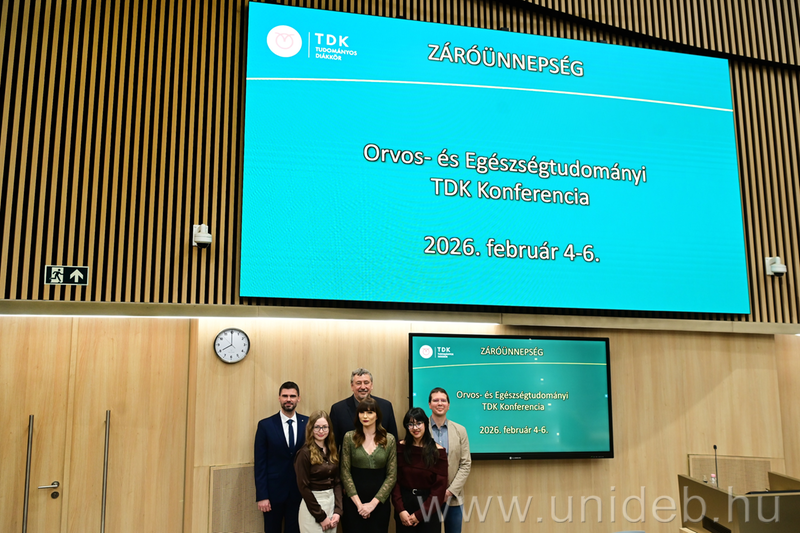 TDK
TUDOMÁNYOS
DIÁKKÖR
ZÁRÓÜNNEPSÉG
Orvos- és Egészségtudományi
TDK Konferencia
2026. február 4-6.
TDK
ZÁRÓÜNNEPSÉG
Orvos- és Egészségtudományi
TDK Konferencia
2026. február 4-6.
www.unideb.hu